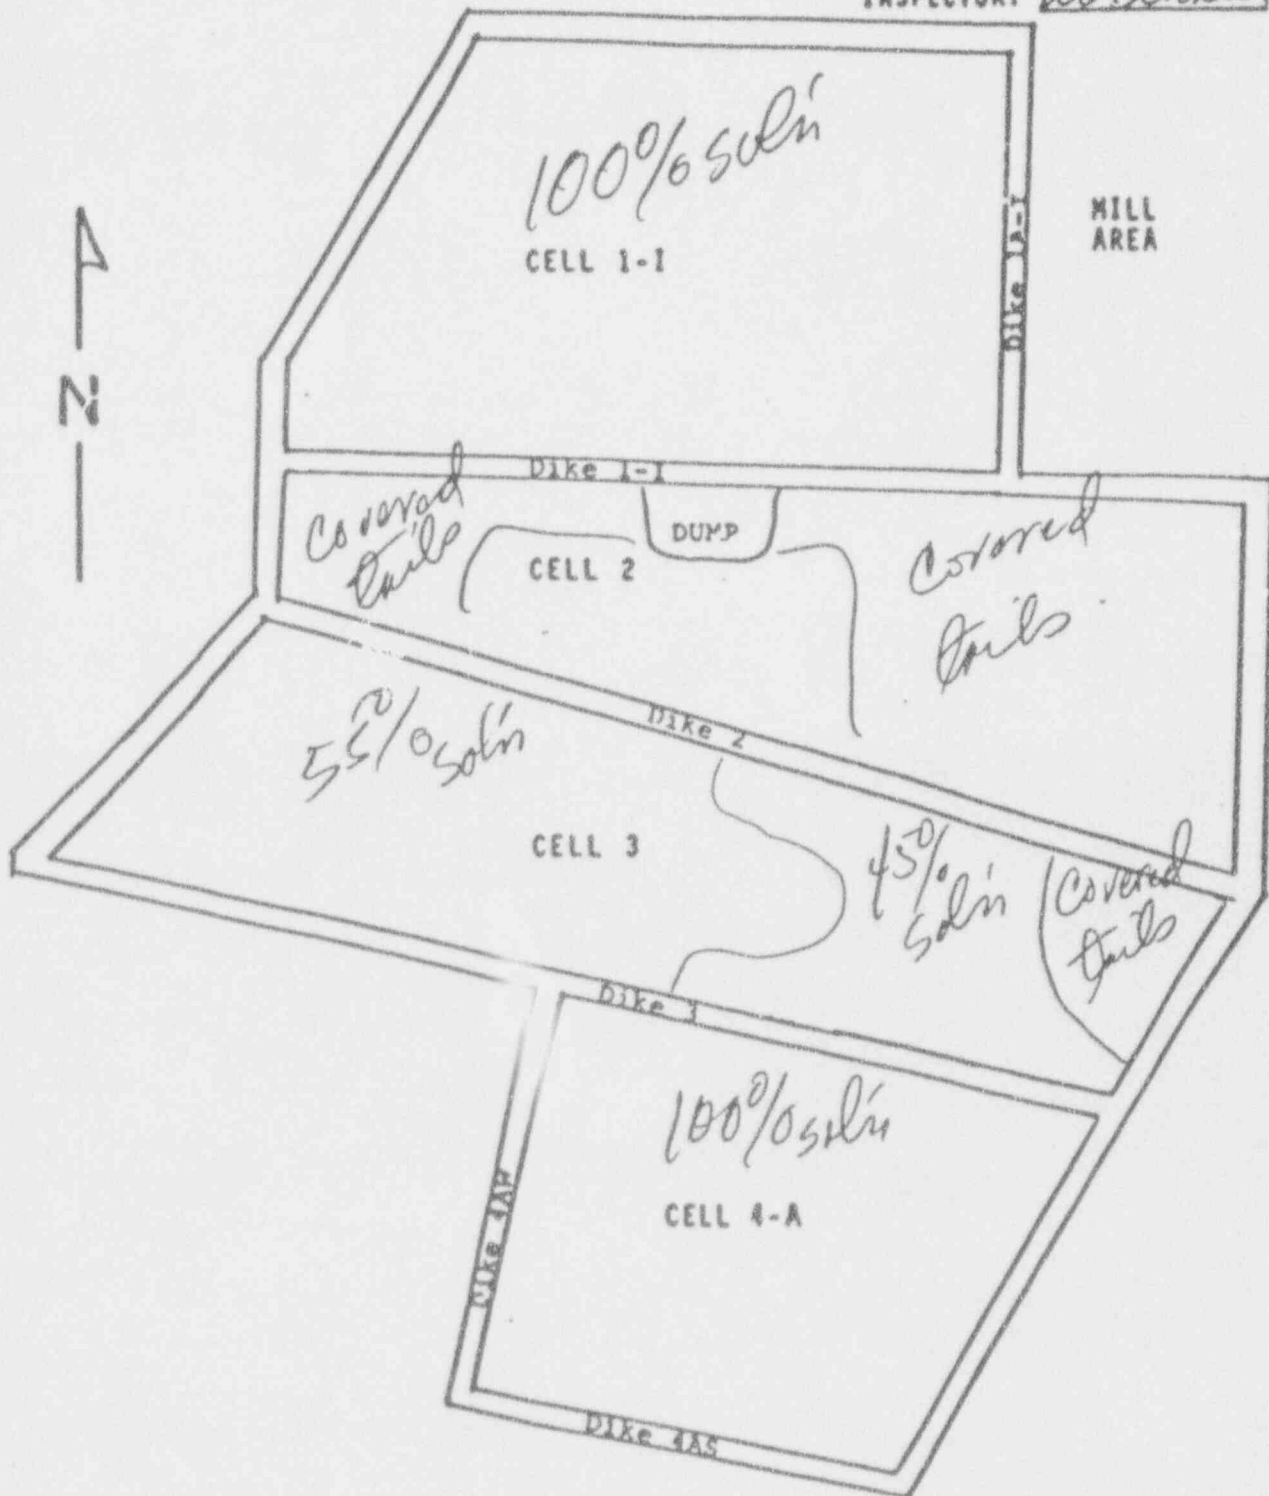 INSPECTOR:
100% soln
CELL 1-I
MILL
AREA
Dike 1A-I
N
Dike 1-I
Covered
tails
DUMP
CELL 2
Covered
tails
55% soln
Dike 2
CELL 3
45%
soln
Covered
tails
Dike 3
100% soln
CELL 4-A
Dike 4AW
Dike 4AS